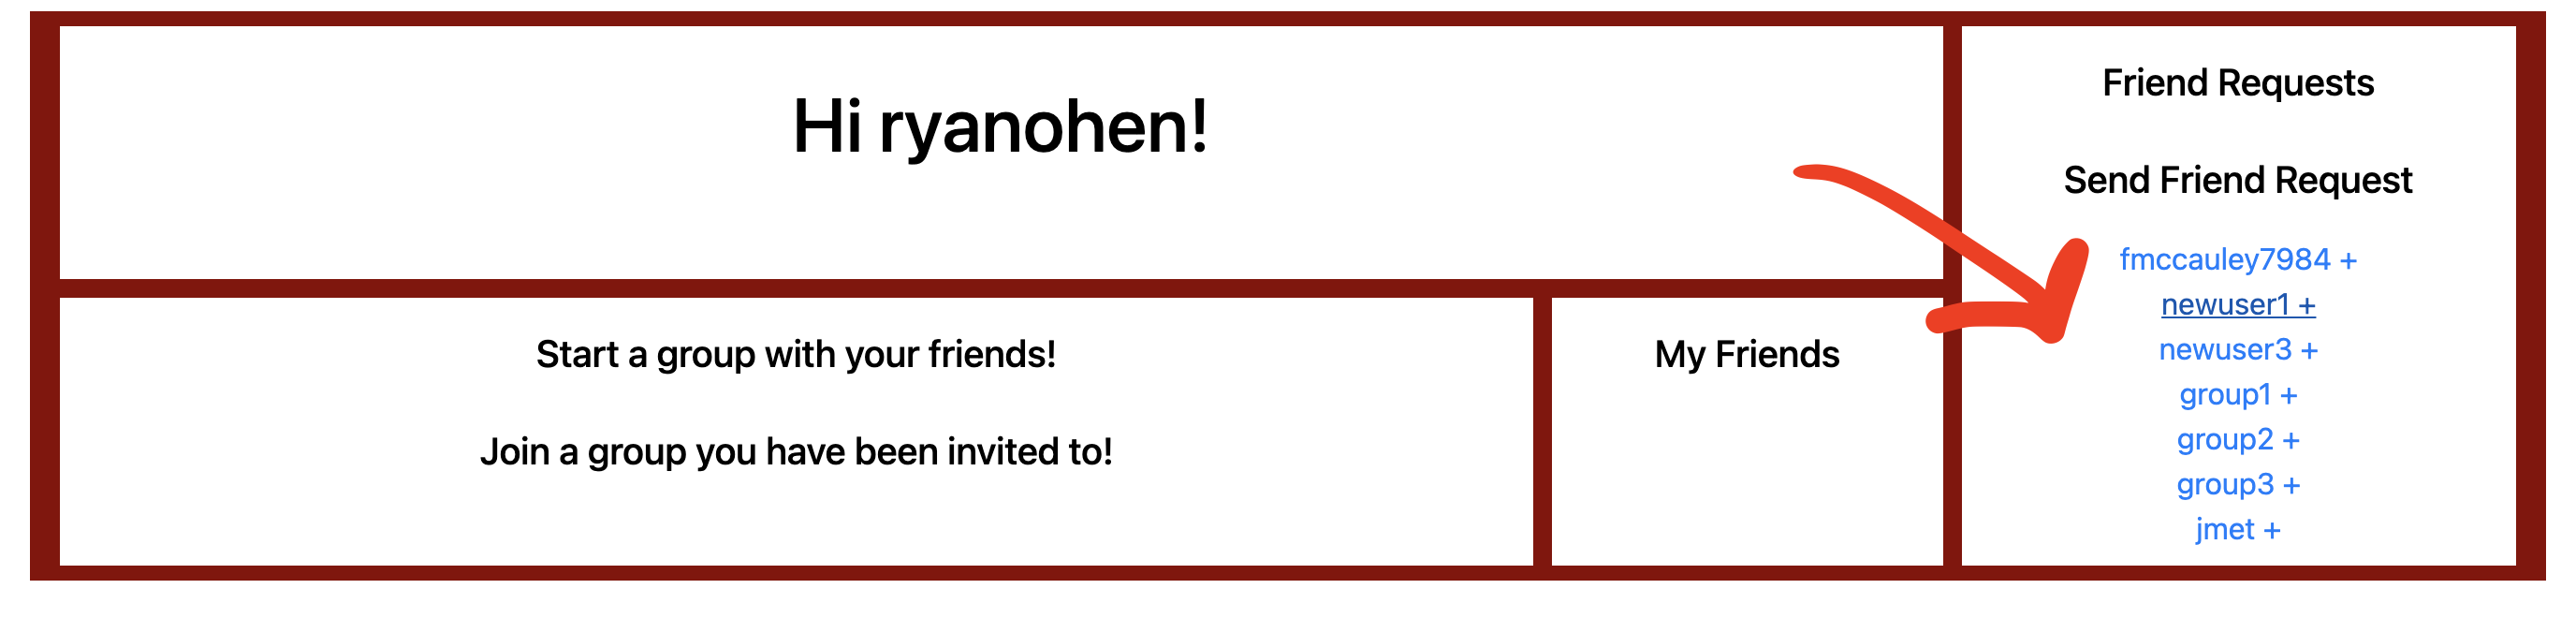 Hi ryanohen!
Start a group with your friends!
Join a group you have been invited to!
My Friends
Friend Requests
Send Friend Request
fmccauley7984 +
newuser1 +
newuser3 +
group1 +
group2 +
group3 +
jmet +